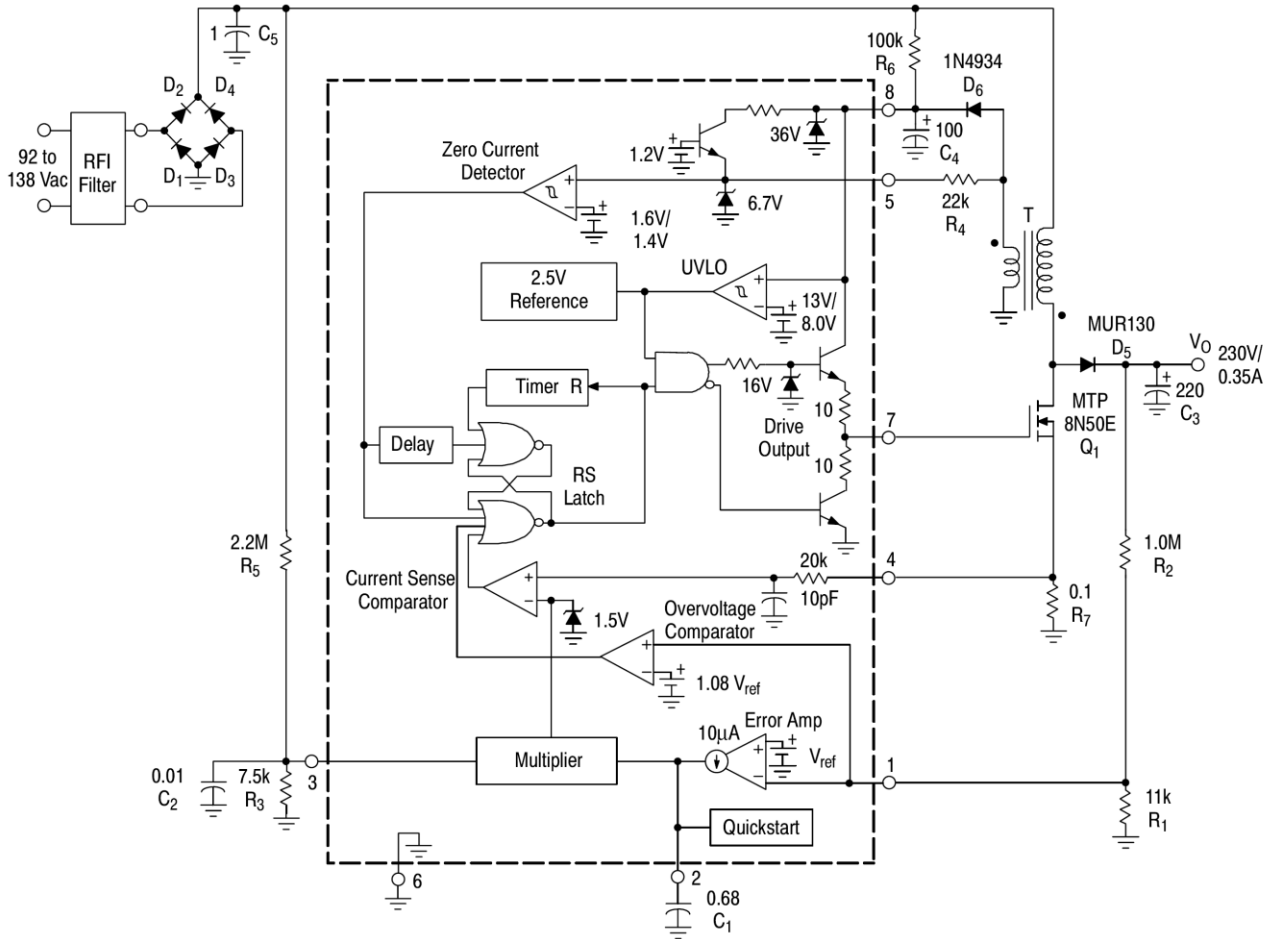 1
C5
100k
R6
1N4934
D6
8
D2
D4
D1
D3
92 to
138 Vac
RFI
Filter
36V
100
C4
1.2V
Zero Current
Detector
+
−
1.6V/
1.4V
6.7V
5
22k
R4
T
2.5V
Reference
UVLO
+
−
13V/
8.0V
MUR130
D5
VO
230V/
0.35A
220
C3
16V
Timer R
10
Drive
Output
10
7
MTP
8N50E
Q1
Delay
RS
Latch
2.2M
R5
Current Sense
Comparator
+
−
1.5V
20k
10pF
4
0.1
R7
1.0M
R2
Overvoltage
Comparator
+
−
1.08 Vref
Multiplier
10µA
Error Amp
+
−
Vref
1
0.01
C2
7.5k
R3
3
Quickstart
11k
R1
6
2
0.68
C1